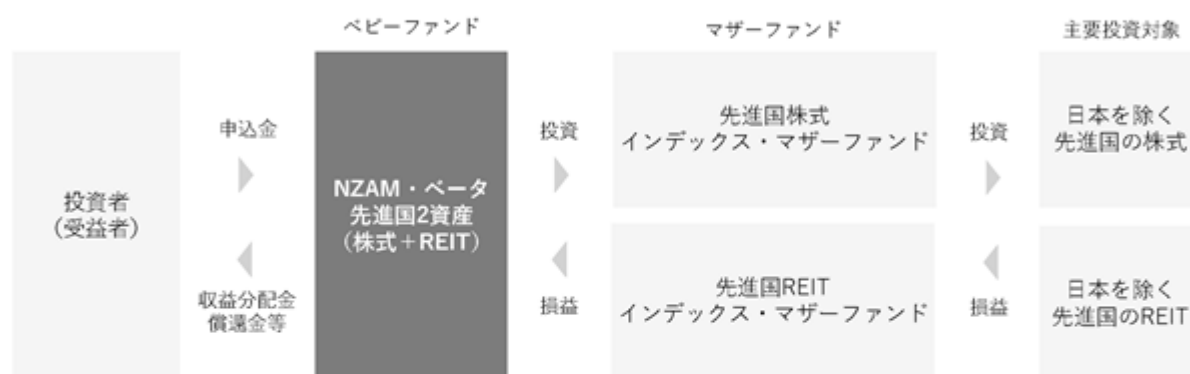 ベビーファンド
マザーファンド
主要投資対象
投資者
(受益者)
申込金
収益分配金
償還金等
NZAM・ベータ
先進国2資産
(株式+REIT)
投資
損益
先進国株式
インデックス・マザーファンド
先進国REIT
インデックス・マザーファンド
投資
損益
日本を除く
先進国の株式
日本を除く
先進国のREIT